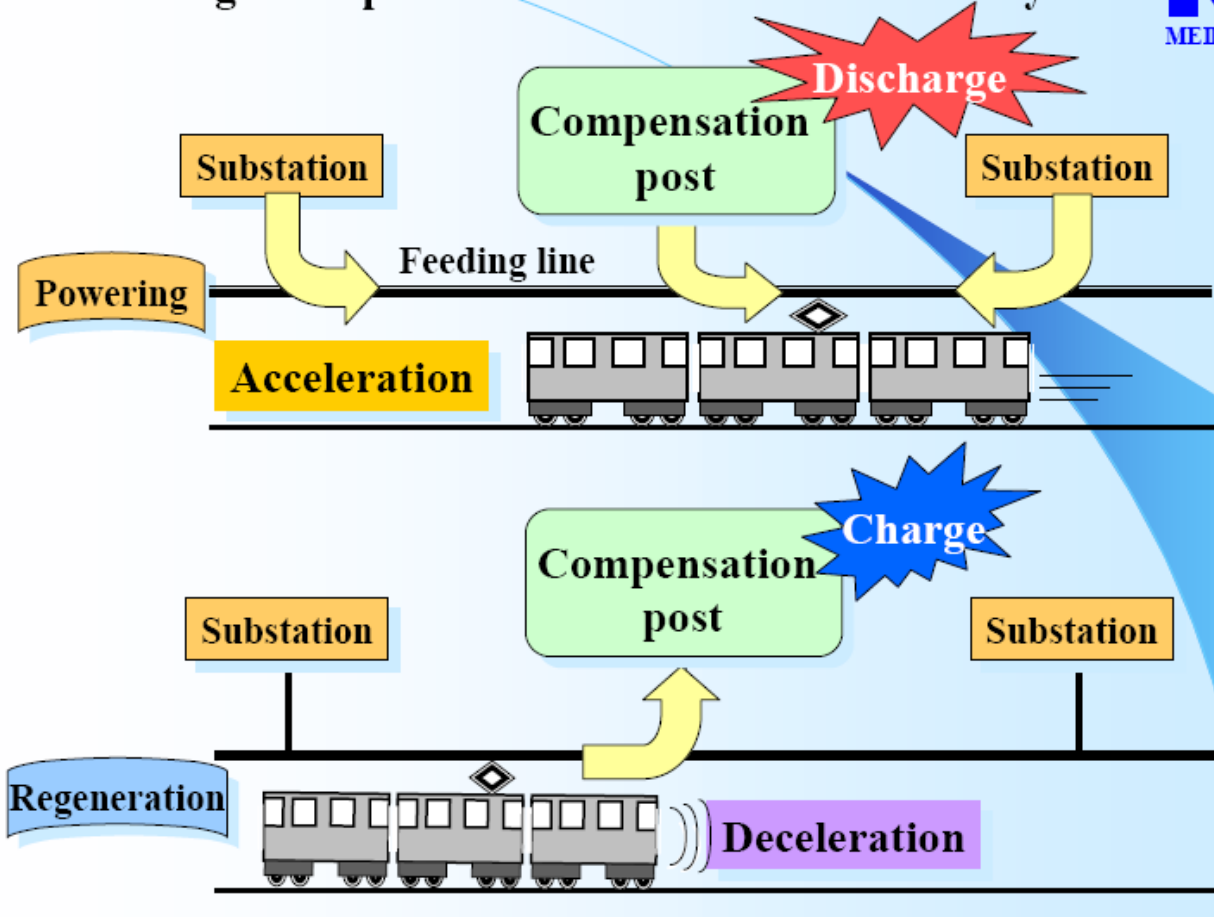 Discharge
Compensation
post
Substation
Substation
Feeding line
Powering
Acceleration
Charge
Compensation
post
Substation
Substation
Regeneration
Deceleration